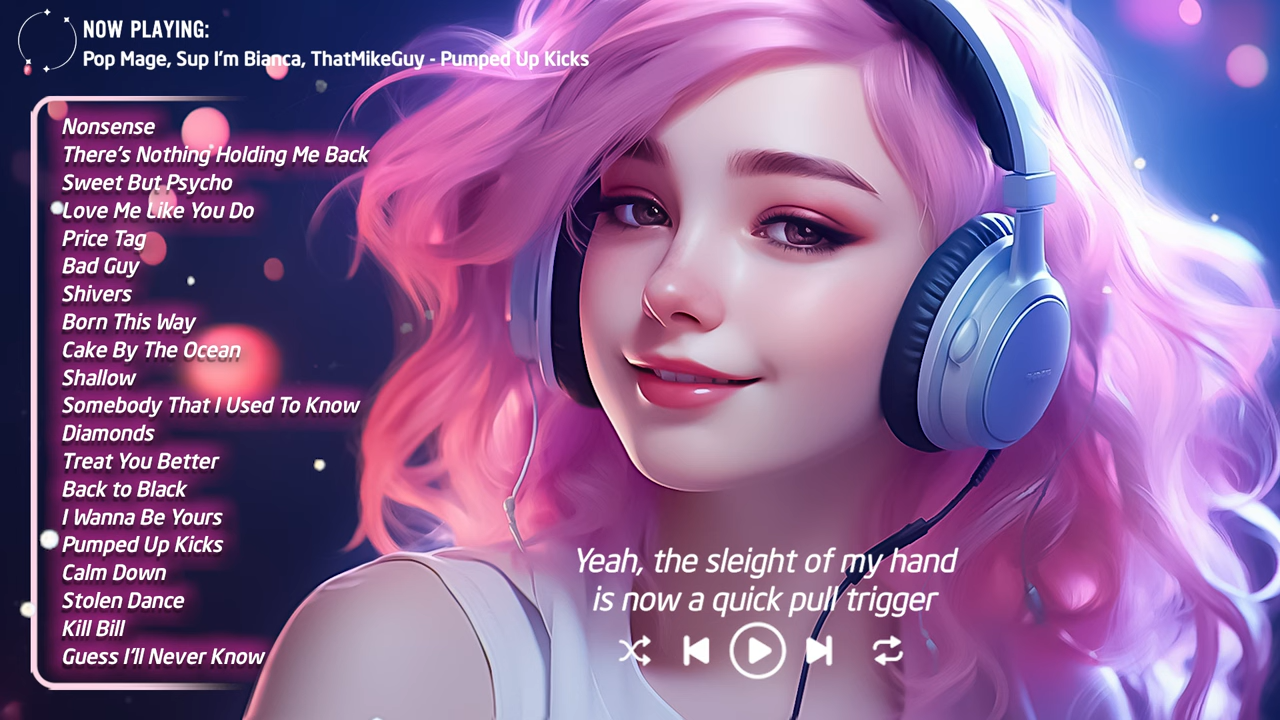 NOW PLAYING:
Pop Mage, Sup I'm Bianca, ThatMikeGuy - Pumped Up Kicks
Nonsense
There's Nothing Holding Me Back
Sweet But Psycho
Love Me Like You Do
Price Tag
Bad Guy
Shivers
Born This Way
Cake By The Ocean
Shallow
Somebody That I Used To Know
Diamonds
Treat You Better
Back to Black
I Wanna Be Yours
Pumped Up Kicks
Calm Down
Stolen Dance
Kill Bill
Guess I'll Never Know
Yeah, the sleight of my hand
is now a quick pull trigger